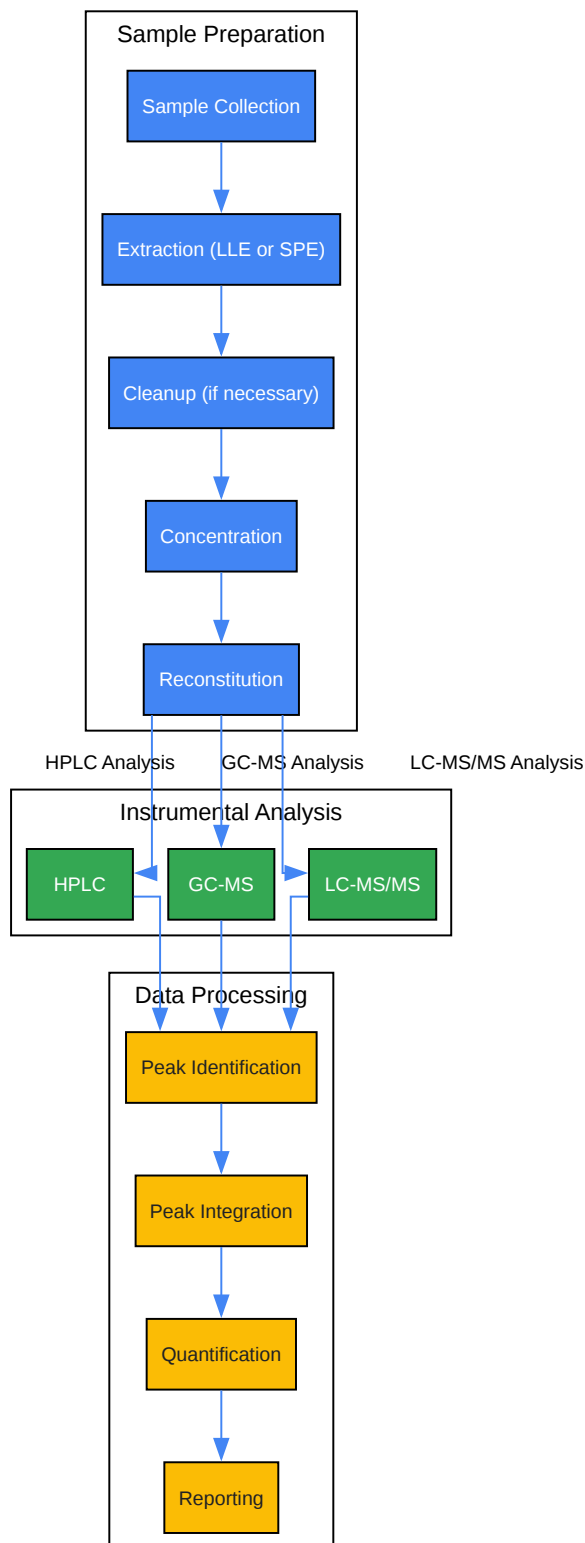 Sample Preparation
Sample Collection
Extraction (LLE or SPE)
Cleanup (if necessary)
Concentration
Reconstitution
HPLC Analysis
GC-MS Analysis
LC-MS/MS Analysis
Instrumental Analysis
HPLC
GC-MS
LC-MS/MS
Data Processing
Peak Identification
Peak Integration
Quantification
Reporting